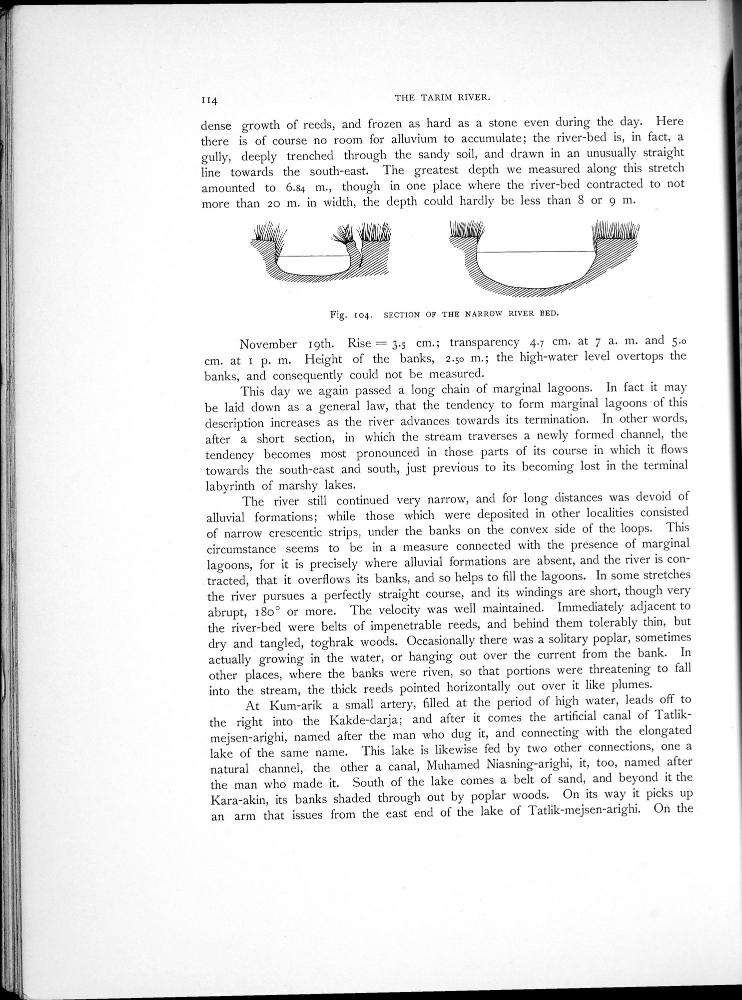 114
THE TARIM RIVER.
dense growth of reeds, and frozen as hard as a stone even during the day. Here
there is of course no room for alluvium to accumulate; the river-bed is, in fact, a
gully, deeply trenched through the sandy soil, and drawn in an unusually straight
line towards the south-east. The greatest depth we measured along this stretch
amounted to 6.84 m., though in one place where the river-bed contracted to not
more than 20 m. in width, the depth could hardly be less than 8 or 9 m.
Fig. 104. SECTION OF THE NARROW RIVER BED.
November 19th. Rise = 3.5 cm.; transparency 4.7 cm. at 7 a. m. and 5.0
cm. at 1 p. m. Height of the banks, 2.50 m.; the high-water level overtops the
banks, and consequently could not be measured.
This day we again passed a long chain of marginal lagoons. In fact it may
be laid down as a general law, that the tendency to form marginal lagoons of this
description increases as the river advances towards its termination. In other words,
after a short section, in which the stream traverses a newly formed channel, the
tendency becomes most pronounced in those parts of its course in which it flows
towards the south-east and south, just previous to its becoming lost in the terminal
labyrinth of marshy lakes.
The river still continued very narrow, and for long distances was devoid of
alluvial formations; while those which were deposited in other localities consisted
of narrow crescentic strips, under the banks on the convex side of the loops. This
circumstance seems to be in a measure connected with the presence of marginal
lagoons, for it is precisely where alluvial formations are absent, and the river is con-
tracted, that it overflows its banks, and so helps to fill the lagoons. In some stretches
the river pursues a perfectly straight course, and its windings are short, though very
abrupt, 180° or more. The velocity was well maintained. Immediately adjacent to
the river-bed were belts of impenetrable reeds, and behind them tolerably thin, but
dry and tangled, toghrak woods. Occasionally there was a solitary poplar, sometimes
actually growing in the water, or hanging out over the current from the bank. In
other places, where the banks were riven, so that portions were threatening to fall
into the stream, the thick reeds pointed horizontally out over it like plumes.
At Kum-arik a small artery, filled at the period of high water, leads off to
the right into the Kakde-darja; and after it comes the artificial canal of Tatlik-
mejsen-arighi, named after the man who dug it, and connecting with the elongated
lake of the same name. This lake is likewise fed by two other connections, one a
natural channel, the other a canal, Muhamed Niasning-arighi, it, too, named after
the man who made it. South of the lake comes a belt of sand, and beyond it the
Kara-akin, its banks shaded through out by poplar woods. On its way it picks up
an arm that issues from the east end of the lake of Tatlik-mejsen-arighi. On the